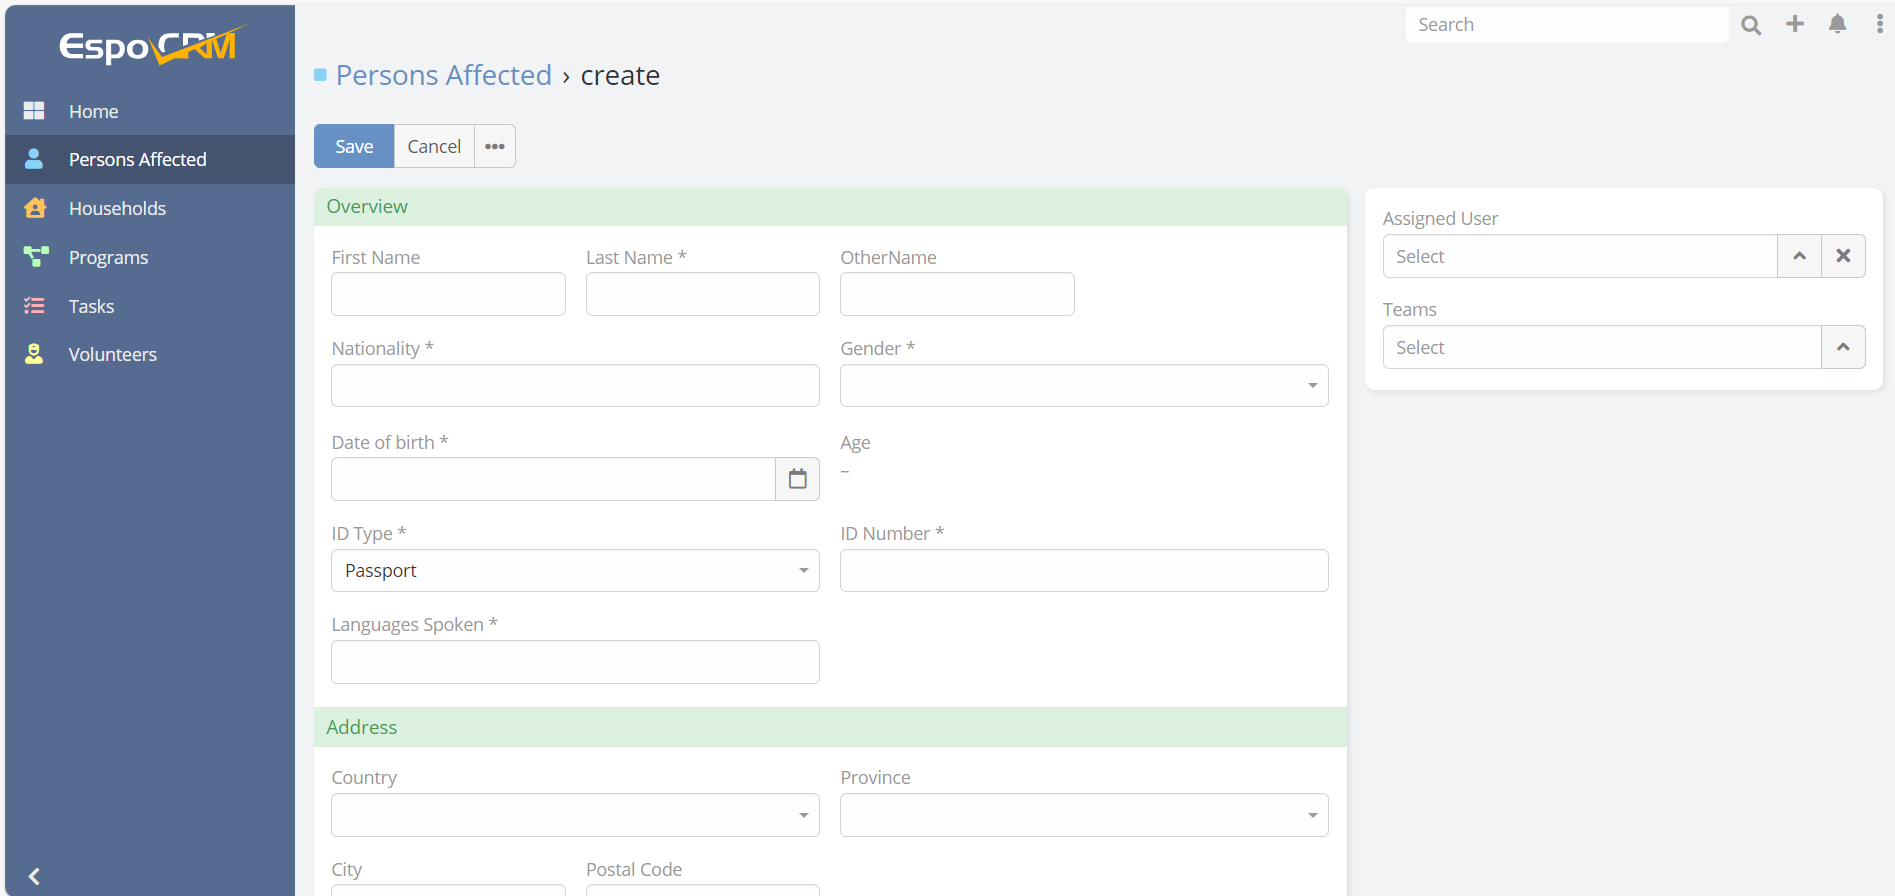 EspoCRM
Search
Home
Persons Affected
Households
Programs
Tasks
Volunteers
Persons Affected › create
Save Cancel •••
Overview
First Name Last Name * OtherName
Nationality * Gender *
Date of birth * Age
–
ID Type * ID Number *
Passport
Languages Spoken *
Address
Country Province
City Postal Code
Assigned User
Select
Teams
Select